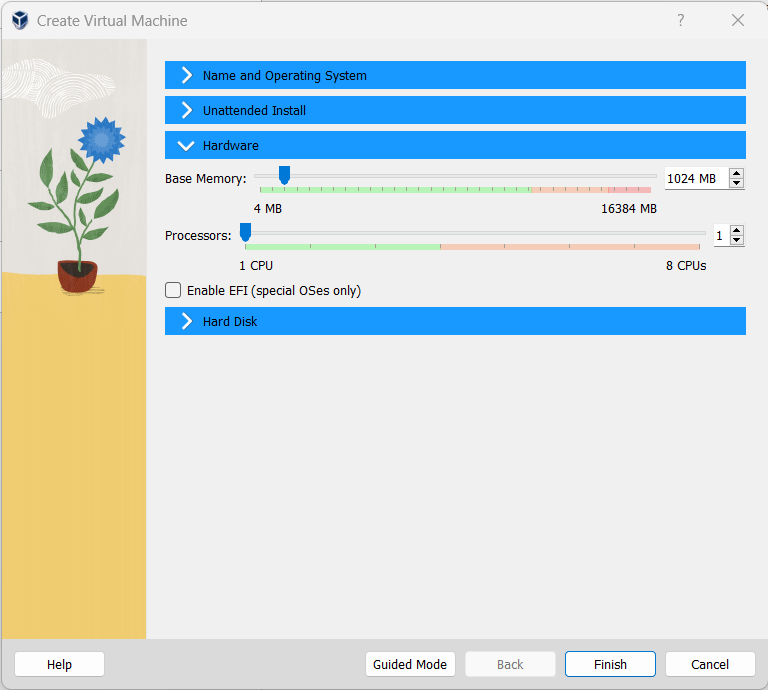 Create Virtual Machine
?
Name and Operating System
Unattended Install
Hardware
Base Memory:
1024 MB
4 MB
16384 MB
Processors:
1
1 CPU
8 CPUs
Enable EFI (special OSes only)
Hard Disk
Help
Guided Mode
Back
Finish
Cancel